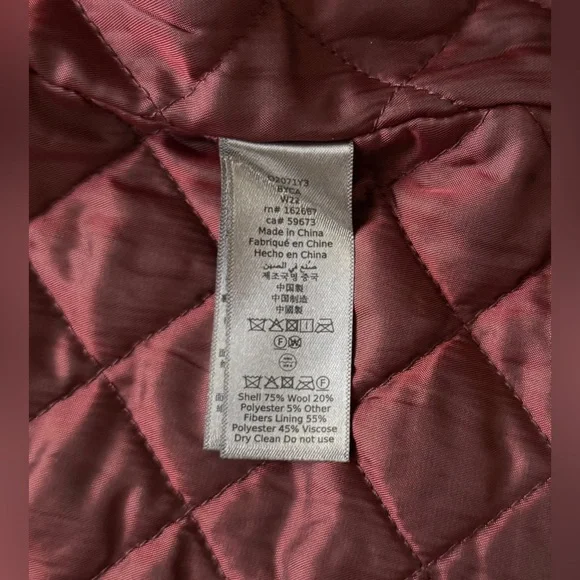 O2071Y3
BYCA
W22
rn# 162687
ca# 59673
Made in China
Fabriqué en Chine
Hecho en China
صنع في الصين
제조국명 중국
中国製
中国制造
中國製
Shell 75% Wool 20%
Polyester 5% Other
Fibers Lining 55%
Polyester 45% Viscose
Dry Clean Do not use